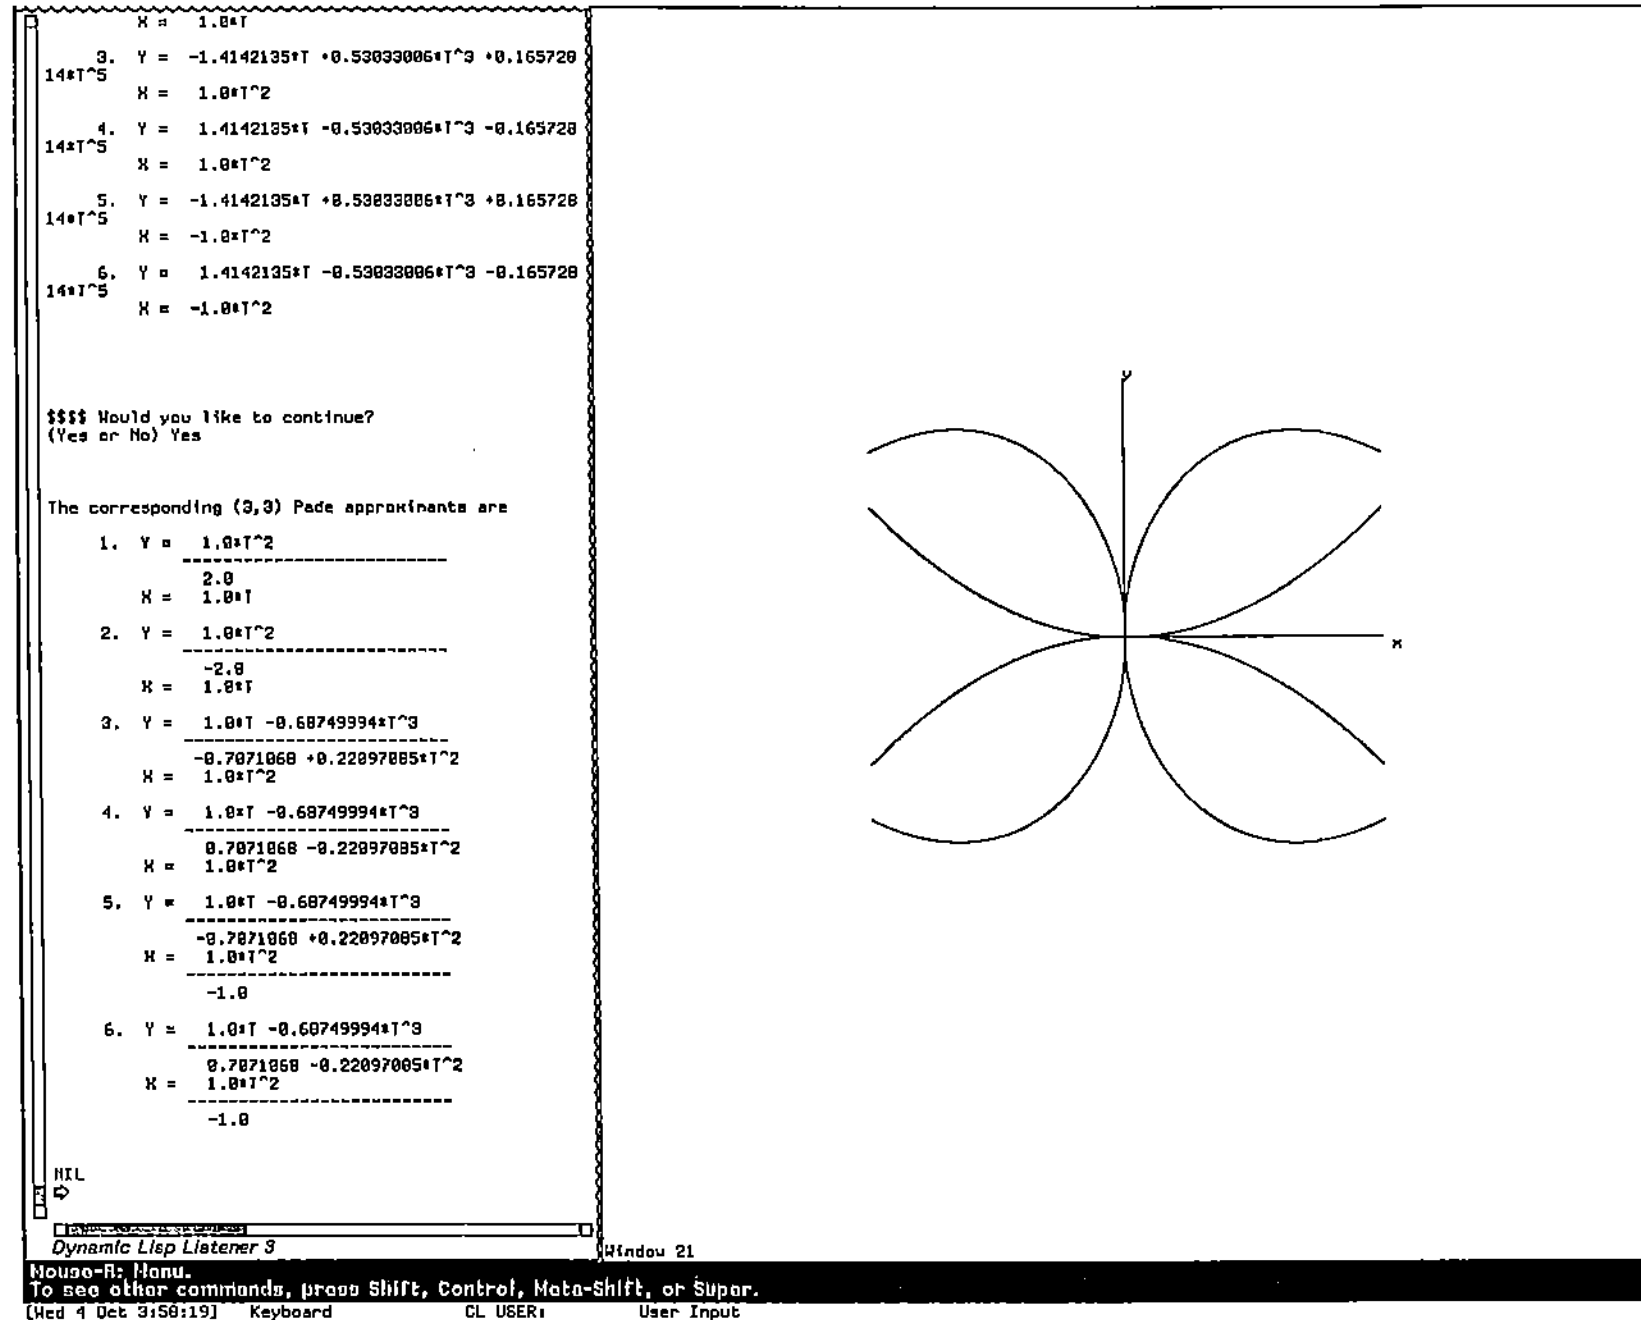 X = 1.0*T
3. Y = -1.4142135*T +0.53033006*T^3 +0.165728
14*T^5
X = 1.0*T^2
4. Y = 1.4142135*T -0.53033006*T^3 -0.165728
14*T^5
X = 1.0*T^2
5. Y = -1.4142135*T +0.53033006*T^3 +0.165728
14*T^5
X = -1.0*T^2
6. Y = 1.4142135*T -0.53033006*T^3 -0.165728
14*T^5
X = -1.0*T^2
$$$$ Would you like to continue?
(Yes or No) Yes
The corresponding (3,3) Pade approximants are
1. Y = 1.0*T^2
-----------------------
2.0
X = 1.0*T
2. Y = 1.0*T^2
-----------------------
-2.0
X = 1.0*T
3. Y = 1.0*T -0.68749994*T^3
-----------------------
-0.7071068 +0.22097085*T^2
X = 1.0*T^2
4. Y = 1.0*T -0.68749994*T^3
-----------------------
0.7071068 -0.22097085*T^2
X = 1.0*T^2
5. Y = 1.0*T -0.68749994*T^3
-----------------------
-0.7071068 +0.22097085*T^2
X = 1.0*T^2
-----------------------
-1.0
6. Y = 1.0*T -0.68749994*T^3
-----------------------
0.7071068 -0.22097085*T^2
X = 1.0*T^2
-----------------------
-1.0
NIL
Dynamic Lisp Listener 3
y
x
Window 21
Mouse-R: Menu.
To see other commands, press Shift, Control, Meta-Shift, or Super.
[Wed 4 Oct 3:58:19] Keyboard CL USER: User Input